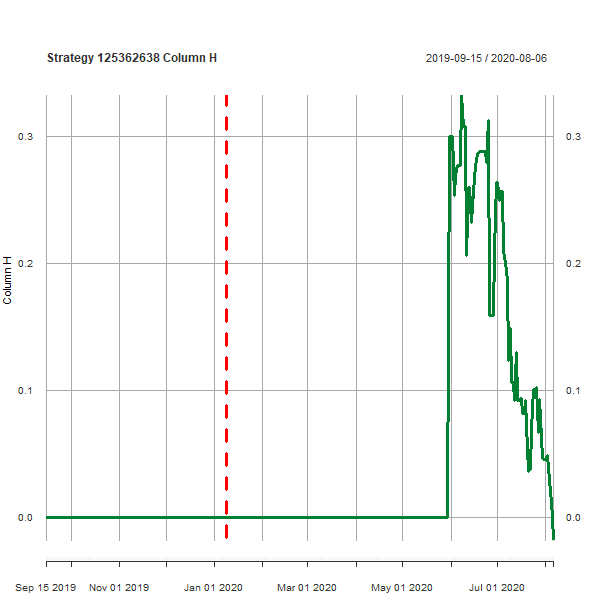 Strategy 125362638 Column H
2019-09-15 / 2020-08-06
0.3
0.3
0.2
0.2
Column H
0.1
0.1
0.0
0.0
Sep 15 2019
Nov 01 2019
Jan 01 2020
Mar 01 2020
May 01 2020
Jul 01 2020